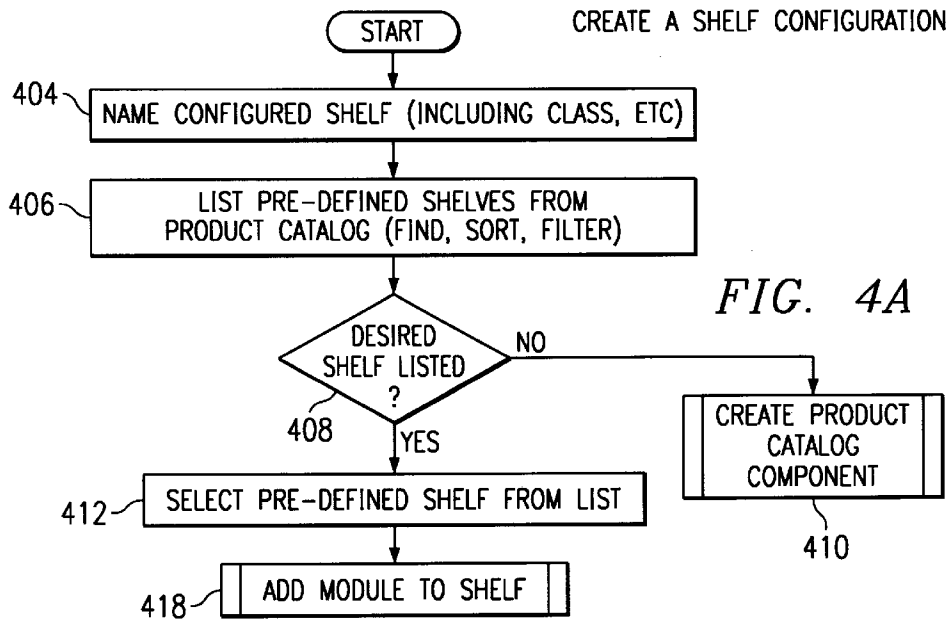 CREATE A SHELF CONFIGURATION
START
404
NAME CONFIGURED SHELF (INCLUDING CLASS, ETC)
406
LIST PRE-DEFINED SHELVES FROM
PRODUCT CATALOG (FIND, SORT, FILTER)
FIG. 4A
DESIRED
SHELF LISTED
?
408
NO
YES
CREATE PRODUCT
CATALOG
COMPONENT
410
412
SELECT PRE-DEFINED SHELF FROM LIST
418
ADD MODULE TO SHELF